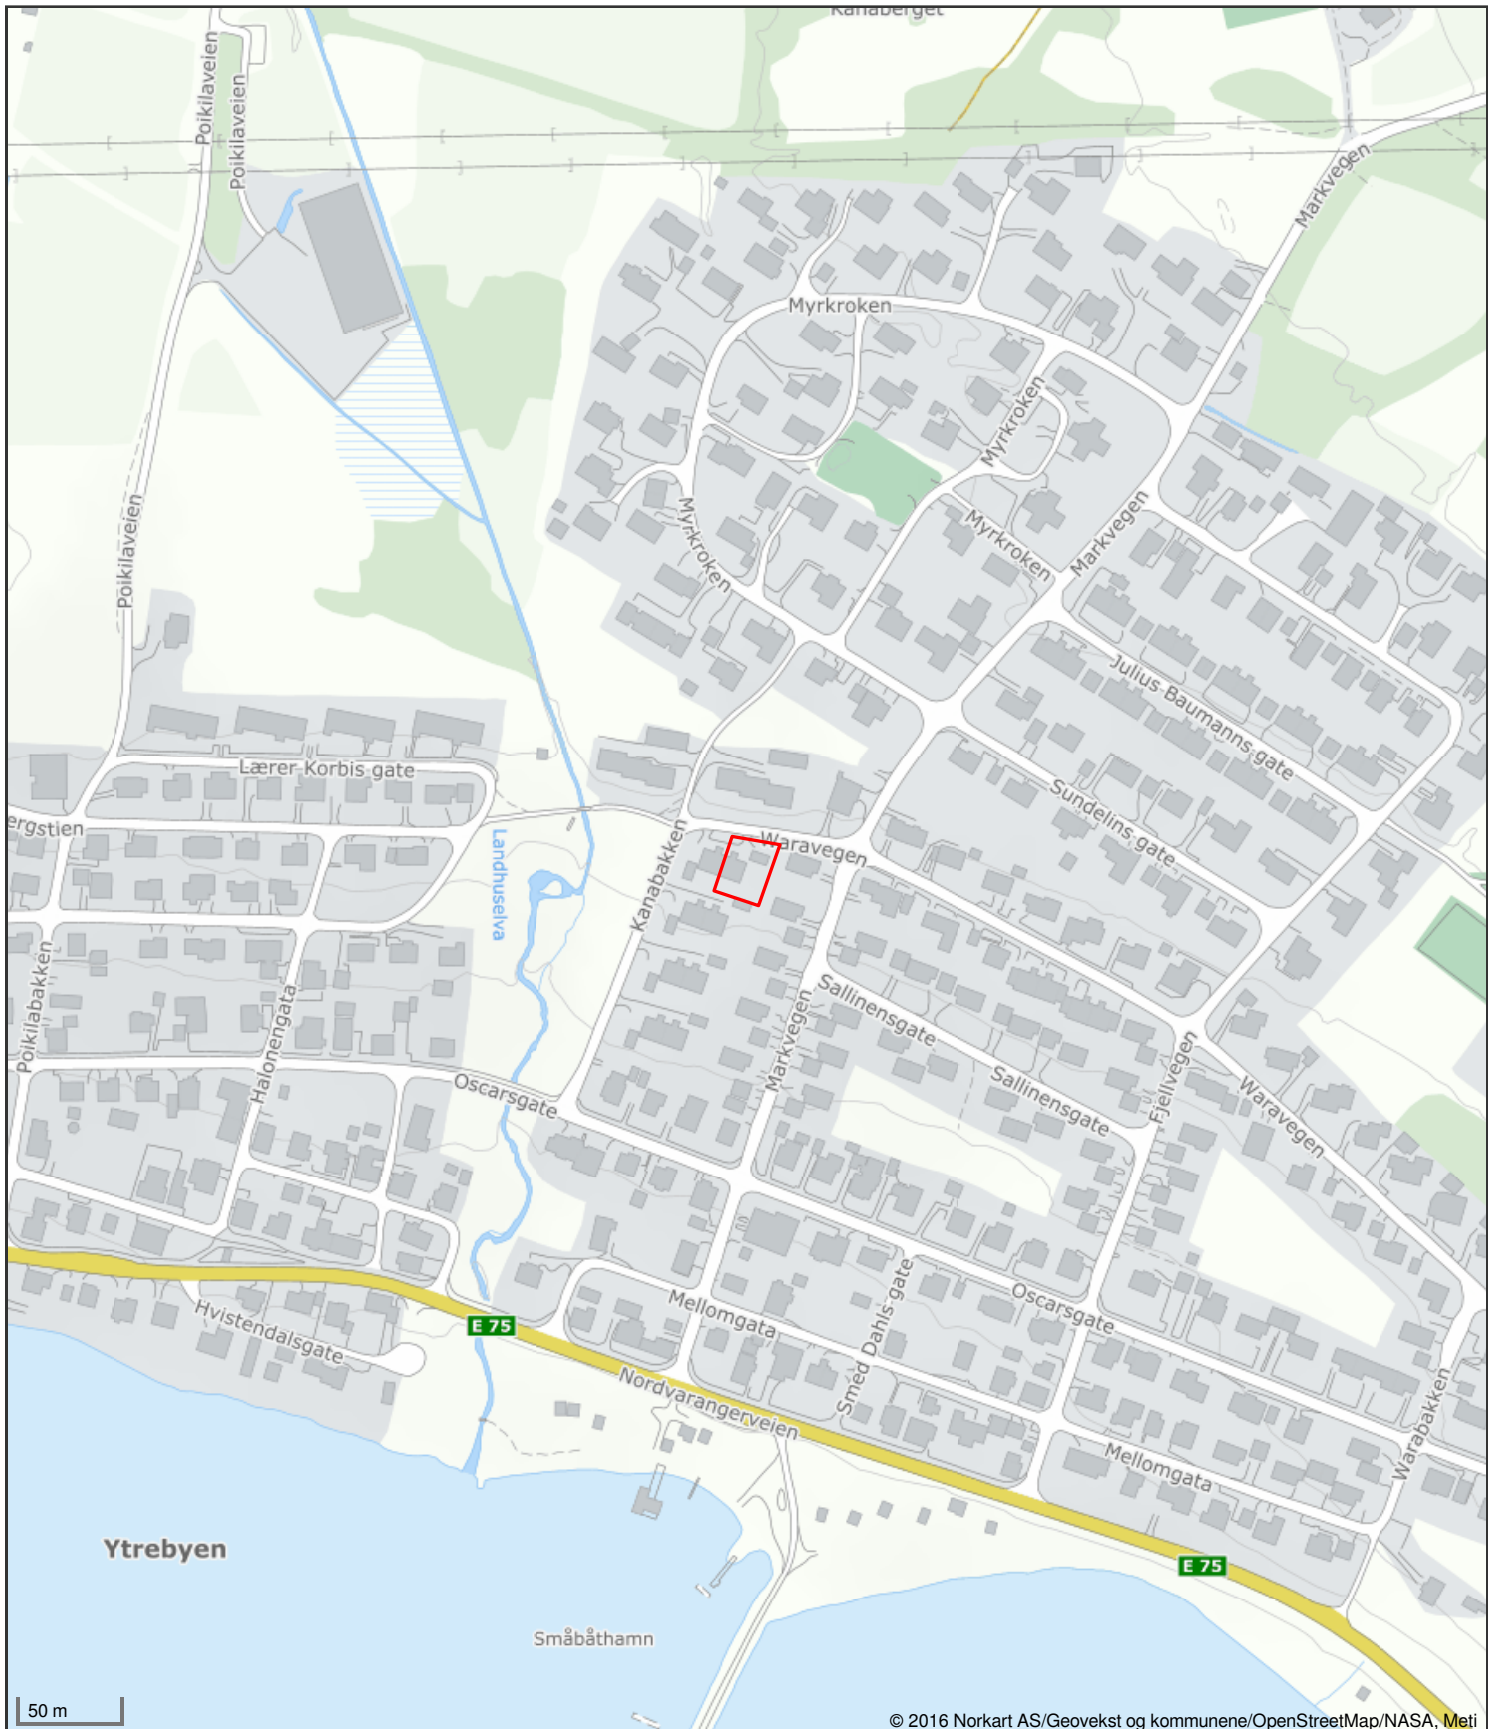 Kanaberget
Poikilaveien
Poikilaveien
Markvegen
Myrkroken
Myrkroken
Markvegen
Myrkroken
Myrkroken
Poikilaveien
Julius Baumanns gate
Lærer Korbis gate
Sundelins gate
ergstien
Waravegen
Kanabakken
Landhuselva
Poikilabakken
Halonengata
Sallinensgate
Markvegen
Fjellvegen
Oscarsgate
Sallinensgate
Waravegen
Hvistendalsgate
E 75
Mellomgata
Smed Dahls gate
Oscarsgate
Nordvarangerveien
Warabakken
Mellomgata
Ytrebyen
E 75
Småbåthamn
50 m
© 2016 Norkart AS/Geovekst og kommunene/OpenStreetMap/NASA, Meti